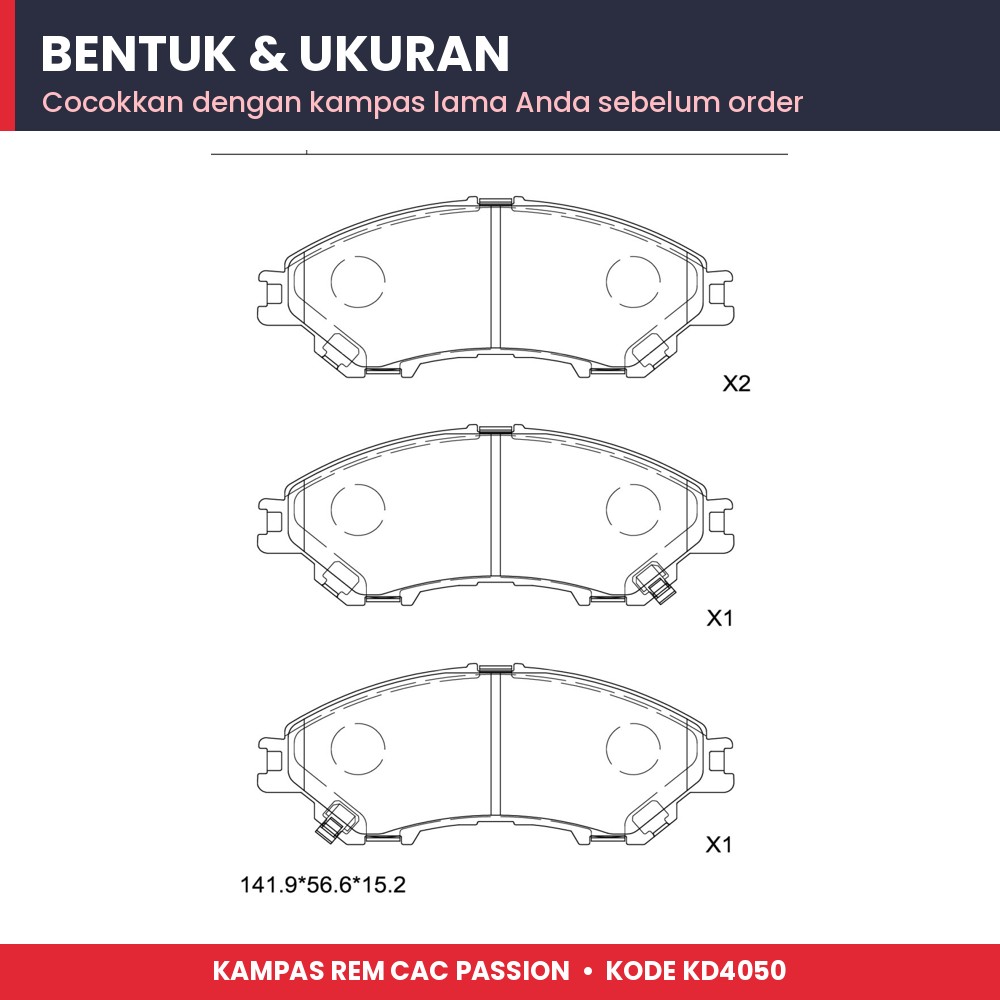 BENTUK & UKURAN
Cocokkan dengan kampas lama Anda sebelum order
X2
X1
X1
141.9*56.6*15.2
KAMPAS REM CAC PASSION • KODE KD4050